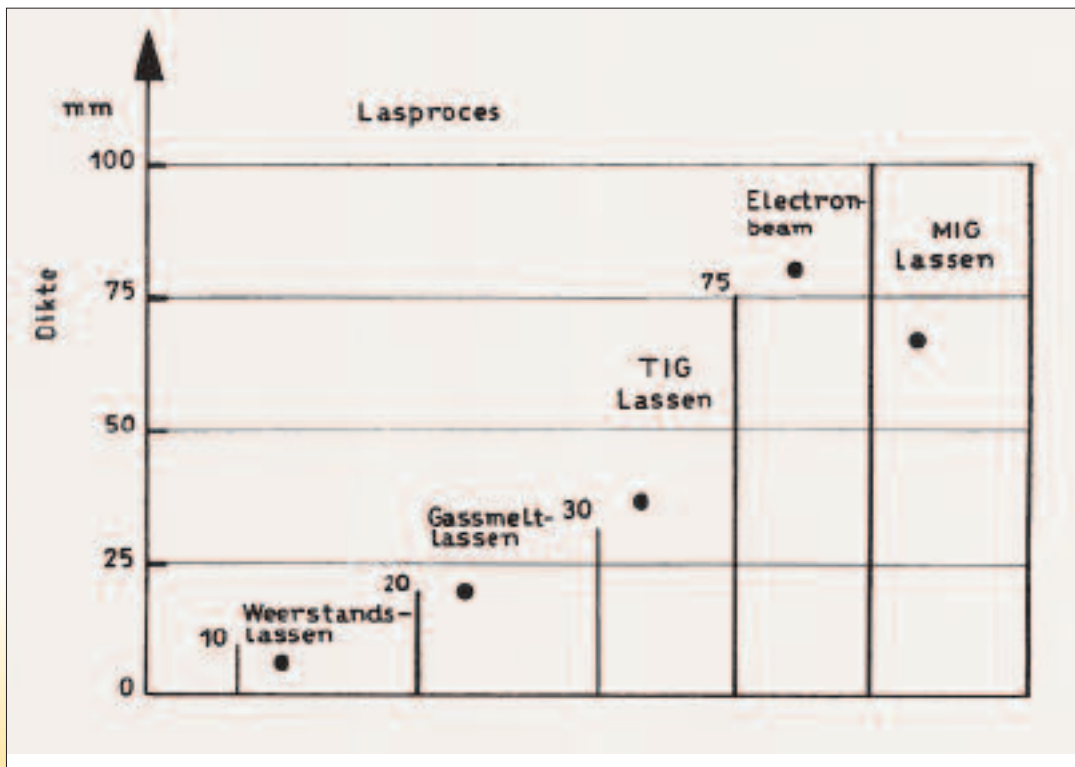 mm
Lasproces
100
Electron-
beam
MIG
Lassen
75
75
Dikte
TIG
Lassen
50
Gassmelt-
lassen
30
25
20
Weerstands-
lassen
10
0